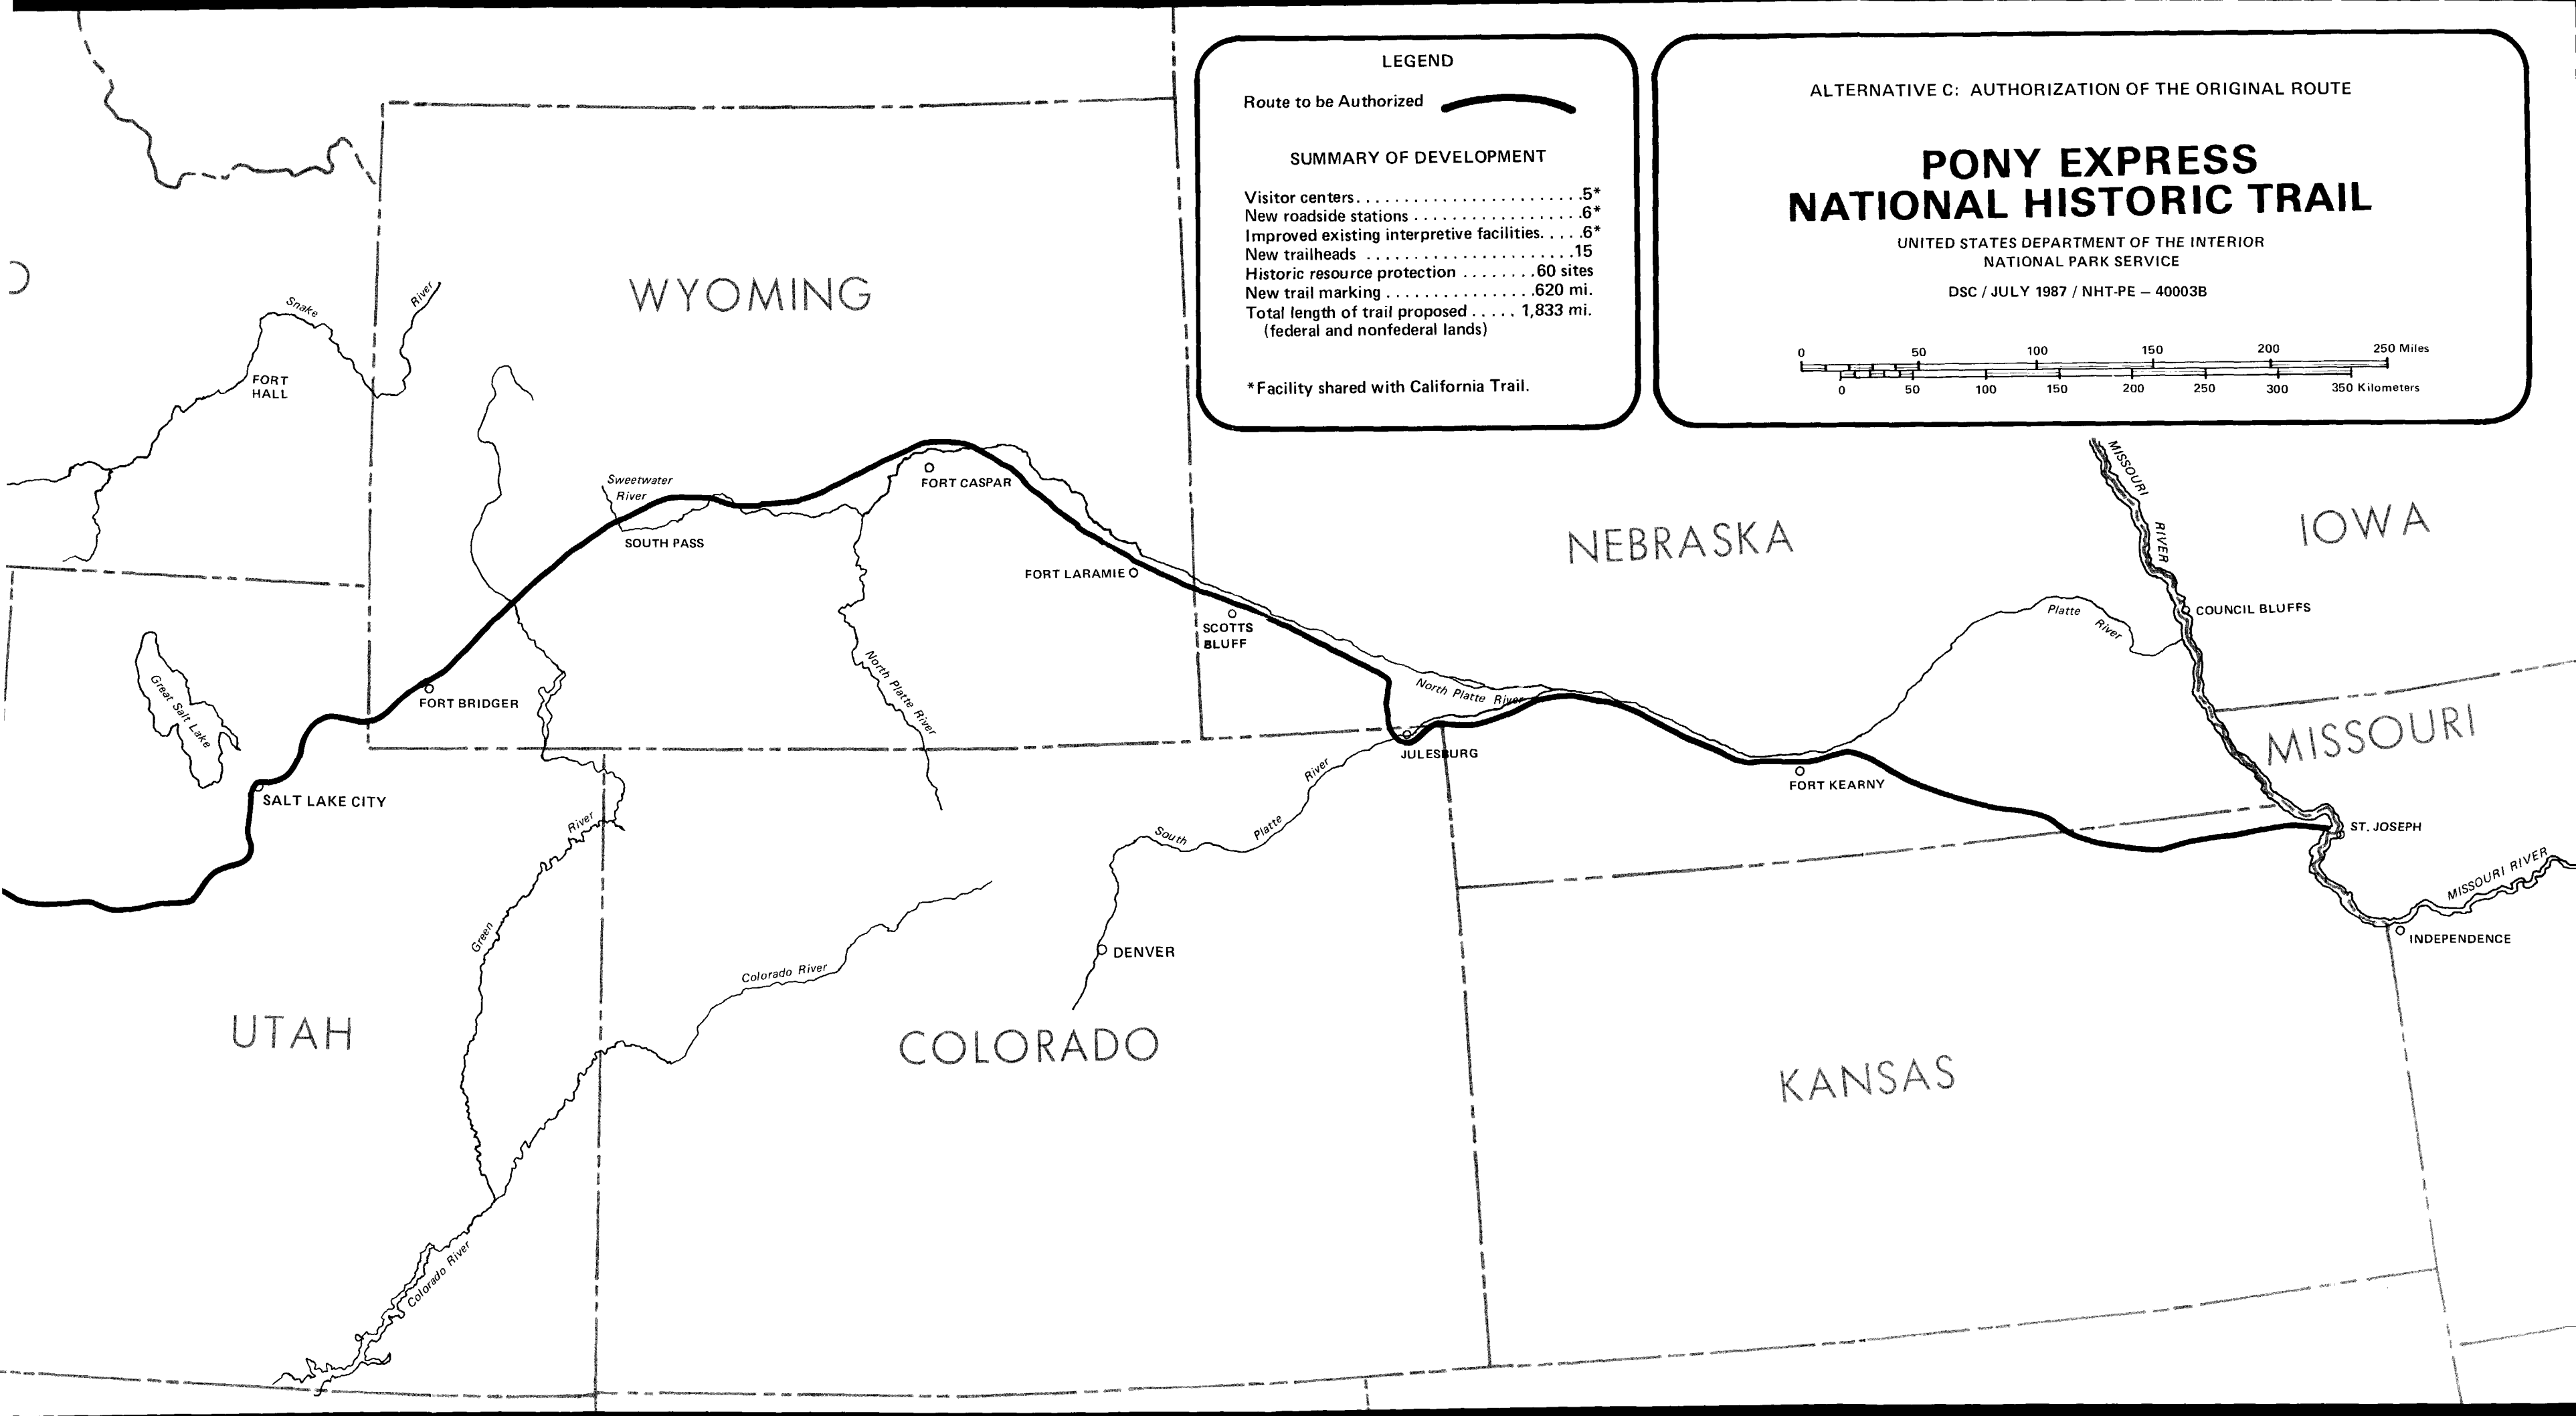 LEGEND
Route to be Authorized
SUMMARY OF DEVELOPMENT
Visitor centers........................5*
New roadside stations..................6*
Improved existing interpretive facilities.....6*
New trailheads ......................15
Historic resource protection ........60 sites
New trail marking ................620 mi.
Total length of trail proposed ..... 1,833 mi.
(federal and nonfederal lands)
*Facility shared with California Trail.
ALTERNATIVE C: AUTHORIZATION OF THE ORIGINAL ROUTE
PONY EXPRESS
NATIONAL HISTORIC TRAIL
UNITED STATES DEPARTMENT OF THE INTERIOR
NATIONAL PARK SERVICE
DSC / JULY 1987 / NHT-PE – 40003B
0 50 100 150 200 250 Miles
0 50 100 150 200 250 300 350 Kilometers
WYOMING
Snake
River
FORT
HALL
Sweetwater
River
SOUTH PASS
FORT CASPAR
FORT LARAMIE
SCOTTS
BLUFF
NEBRASKA
IOWA
MISSOURI
RIVER
COUNCIL BLUFFS
Platte
River
Great Salt Lake
FORT BRIDGER
North Platte River
North Platte River
JULESBURG
FORT KEARNY
MISSOURI
SALT LAKE CITY
River
Green
South
Platte
River
ST. JOSEPH
MISSOURI RIVER
INDEPENDENCE
DENVER
Colorado River
UTAH
COLORADO
KANSAS
Colorado River